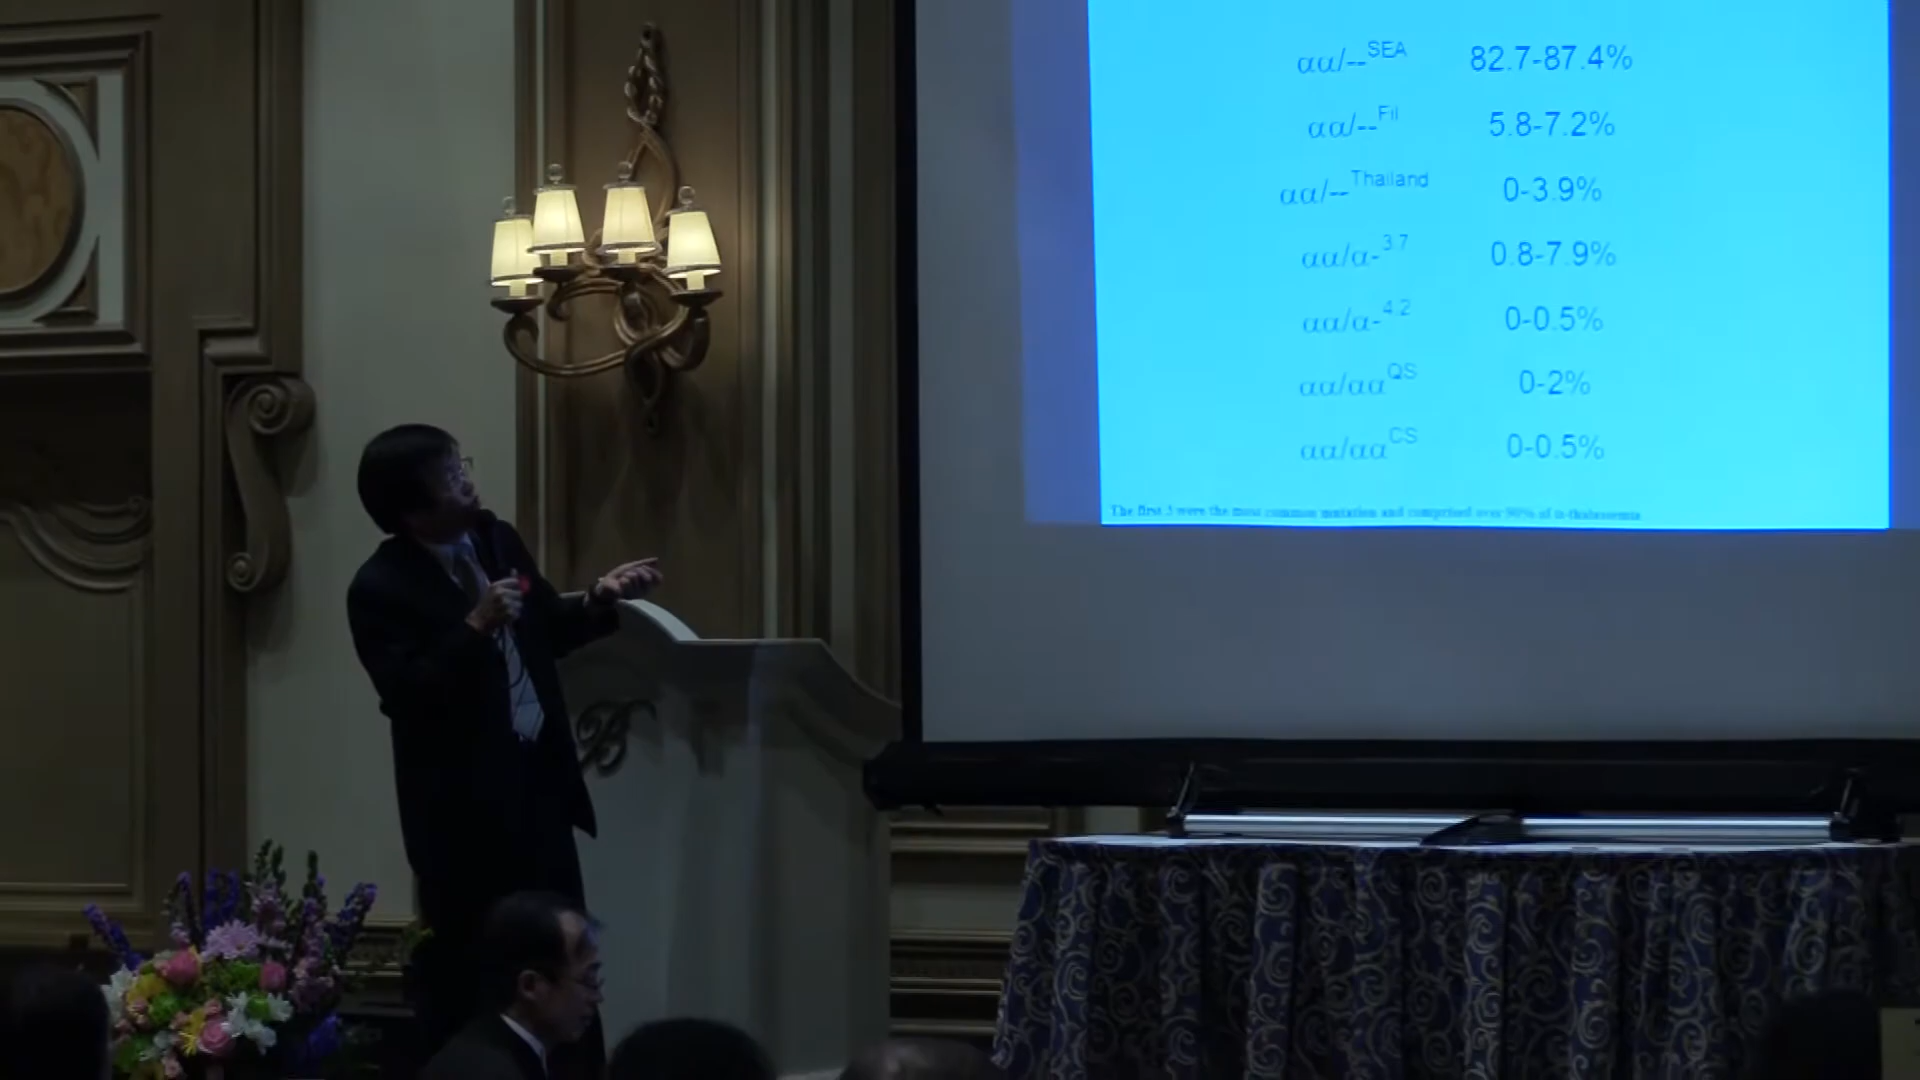 αα/--SEA 82.7-87.4%
αα/--Fil 5.8-7.2%
αα/--Thailand 0-3.9%
αα/α-3.7 0.8-7.9%
αα/α-4.2 0-0.5%
αα/ααQS 0-2%
αα/ααCS 0-0.5%
The first 3 were the most common mutation and comprised over 90% of α-thalassemia
B